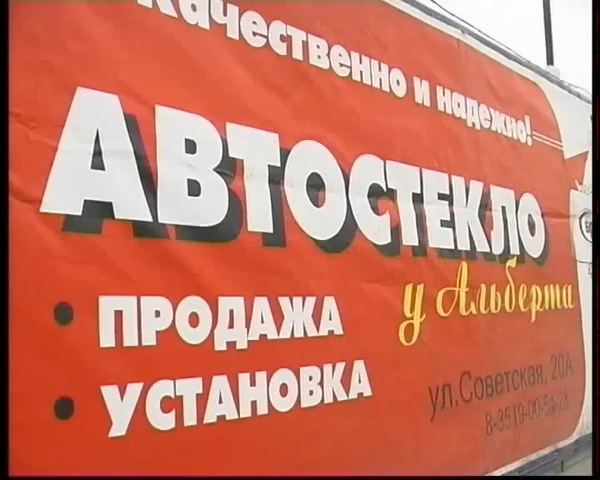 Качественно и надежно!
АВТОСТЕКЛО
у Альберта
• ПРОДАЖА
• УСТАНОВКА
ул.Советская, 20А